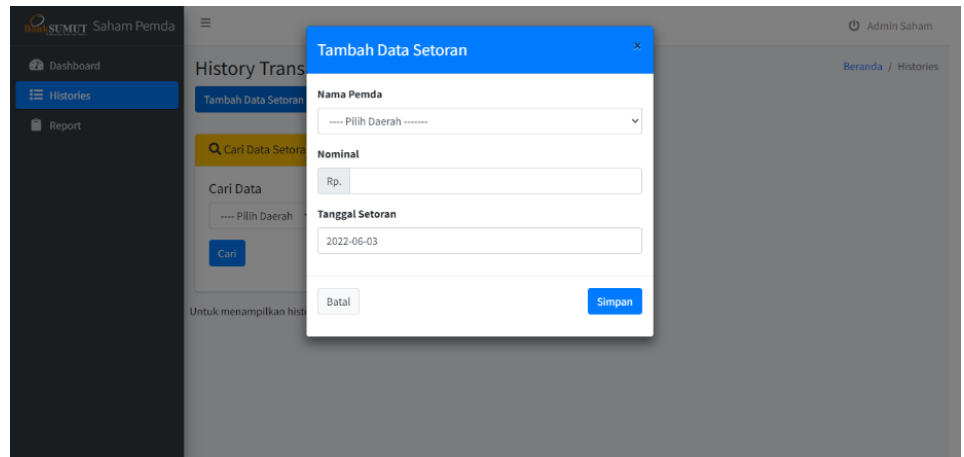 BankSUMUT Saham Pemda
Admin Saham
Tambah Data Setoran
×
Dashboard
Histories
Report
History Trans
Beranda / Histories
Tambah Data Setoran
Cari Data Setora
Cari Data
---- Pilih Daerah
Cari
Untuk menampilkan hist
Nama Pemda
---- Pilih Daerah -------
Nominal
Rp.
Tanggal Setoran
2022-06-03
Batal
Simpan